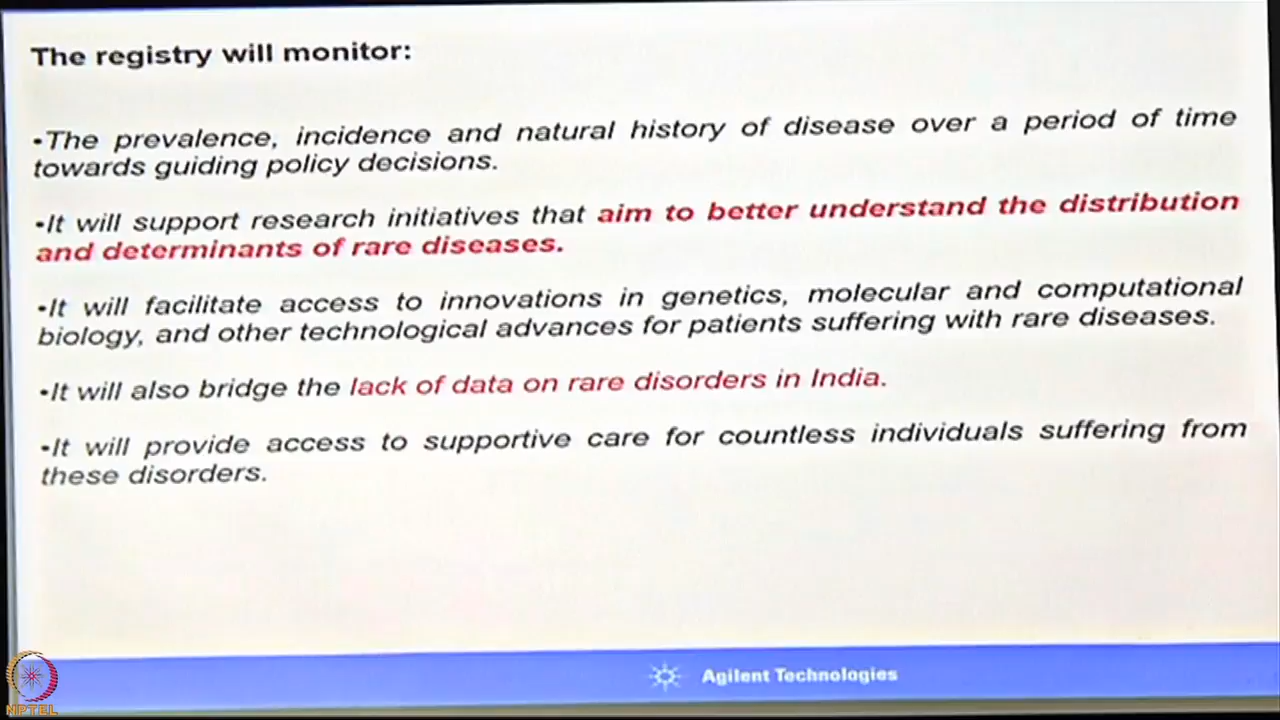 The registry will monitor:
•The prevalence, incidence and natural history of disease over a period of time
towards guiding policy decisions.
•It will support research initiatives that aim to better understand the distribution
and determinants of rare diseases.
•It will facilitate access to innovations in genetics, molecular and computational
biology, and other technological advances for patients suffering with rare diseases.
•It will also bridge the lack of data on rare disorders in India.
•It will provide access to supportive care for countless individuals suffering from
these disorders.
Agilent Technologies
NPTEL